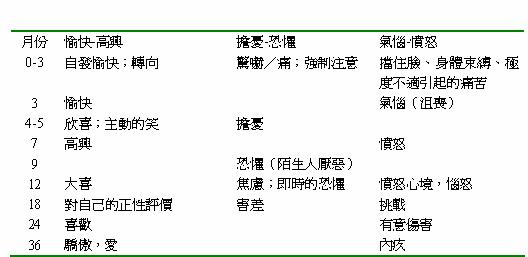 月份 愉快-高興 擔憂-恐懼 氣惱-憤怒
0-3 自發愉快；轉向 驚嚇／痛；強制注意 擋住臉、身體束縛、極度不適引起的痛苦
3 愉快 氣惱（沮喪）
4-5 欣喜；主動的笑 擔憂
7 高興 憤怒
9 恐懼（陌生人厭惡）
12 大喜 焦慮；即時的恐懼 憤怒心境，惱怒
18 對自己的正性評價 害羞 挑戰
24 喜歡 有意傷害
36 驕傲，愛 內疚